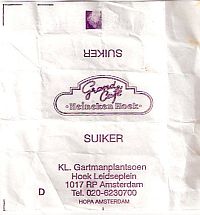 SUIKER
Grand
Café
Heineken Hoek
SUIKER
KL. Gartmanplantsoen
Hoek Leidseplein
1017 RP Amsterdam
D
Tel. 020-6230700
HOPA AMSTERDAM